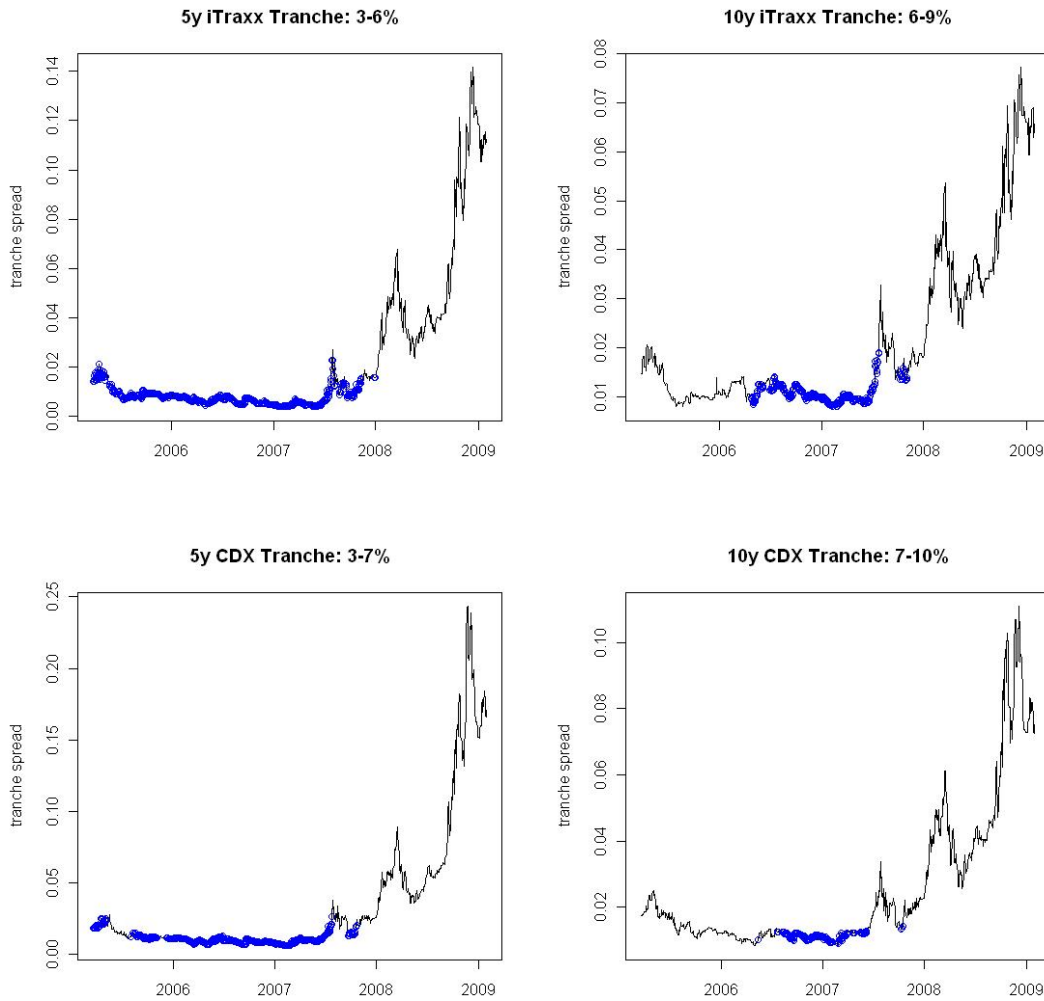 5y iTraxx Tranche: 3-6%
tranche spread
0.00 0.02 0.04 0.06 0.08 0.10 0.12 0.14
2006 2007 2008 2009
10y iTraxx Tranche: 6-9%
tranche spread
0.01 0.02 0.03 0.04 0.05 0.06 0.07 0.08
2006 2007 2008 2009
5y CDX Tranche: 3-7%
tranche spread
0.00 0.05 0.10 0.15 0.20 0.25
2006 2007 2008 2009
10y CDX Tranche: 7-10%
tranche spread
0.02 0.04 0.06 0.08 0.10
2006 2007 2008 2009